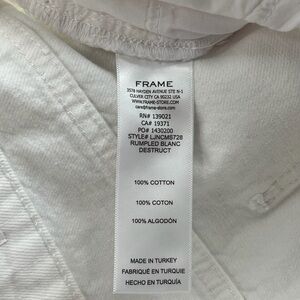 FRAME
3578 HAYDEN AVENUE STE N-1
CULVER CITY CA 90232 USA
WWW.FRAME-STORE.COM
care@frame-store.com
RN# 139021
CA# 19371
PO# 1430200
STYLE# LJNCMS728
RUMPLED BLANC
DESTRUCT
100% COTTON
100% COTON
100% ALGODÓN
MADE IN TURKEY
FABRIQUÉ EN TURQUIE
HECHO EN TURQUÍA